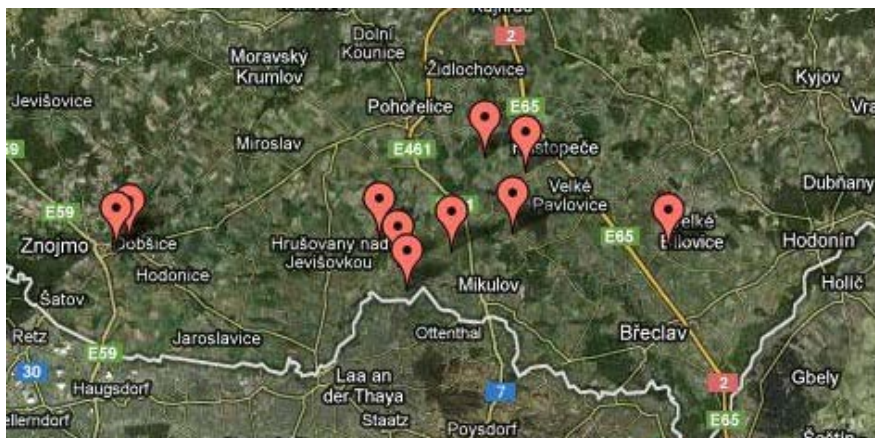 Dolní
Kounice
2
Moravský
Krumlov
Židlochovice
Kyjov
Jevišovice
Pohořelice
E65
Miroslav
E461
Dubňany
Velké
Pavlovice
E59
Znojmo
Dobšice
E65
Hodonín
Hrušovany nad
Jevišovkou
Hodonice
Mikulov
Holíč
Šatov
Retz
Jaroslavice
Ottenthal
Břeclav
E59
30
Haugsdorf
Laa an
der Thaya
7
2
Gbely
Staatz
Poysdorf
E65